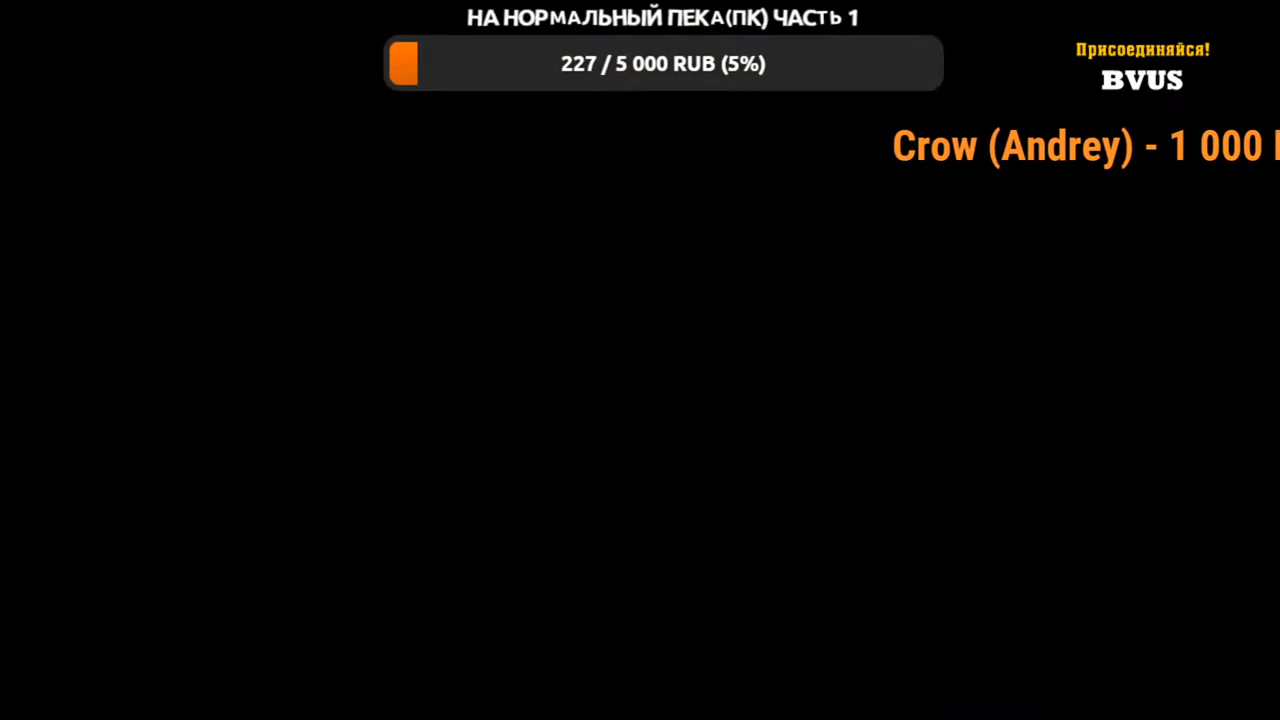 НА НОРМАЛЬНЫЙ ПЕКА(ПК) ЧАСТЬ 1
227 / 5 000 RUB (5%)
Присоединяйся!
BVUS
Crow (Andrey) - 1 000